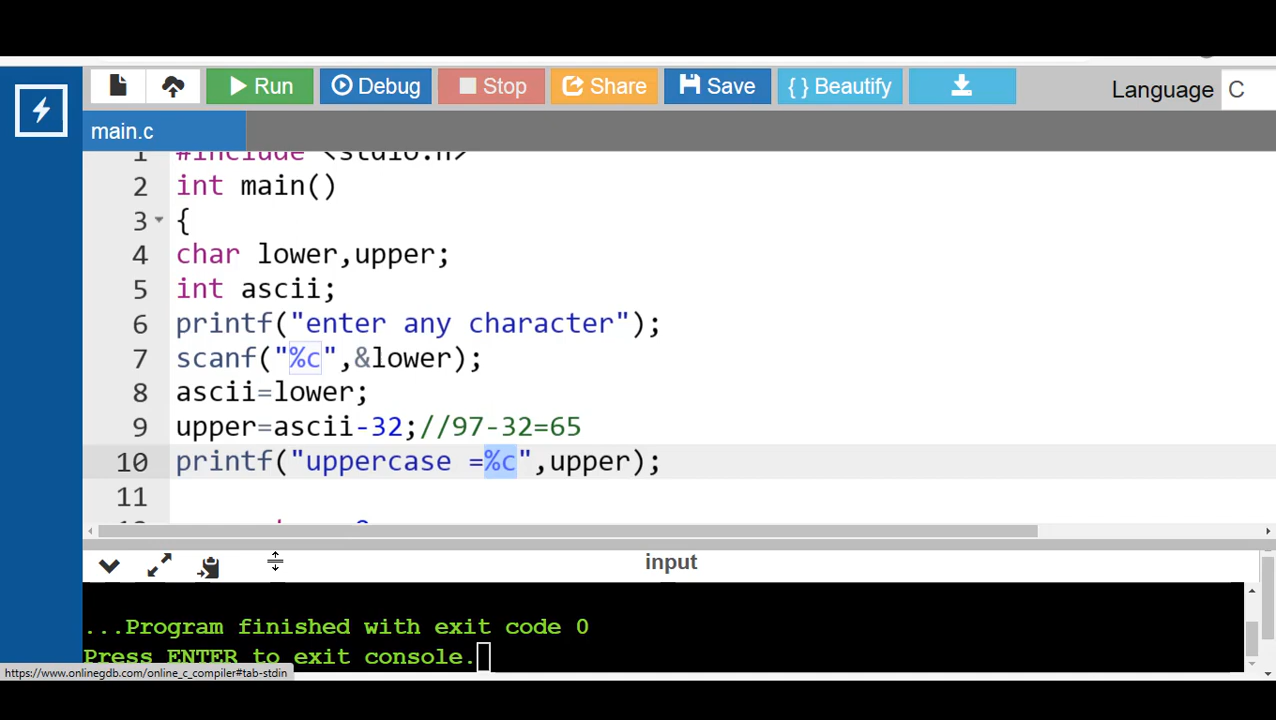 Run Debug Stop Share Save { } Beautify Language C
main.c
1 #include <stdio.h>
2 int main()
3 {
4 char lower,upper;
5 int ascii;
6 printf("enter any character");
7 scanf("%c",&lower);
8 ascii=lower;
9 upper=ascii-32;//97-32=65
10 printf("uppercase =%c",upper);
11
input
...Program finished with exit code 0
Press ENTER to exit console.
https://www.onlinegdb.com/online_c_compiler#tab-stdin